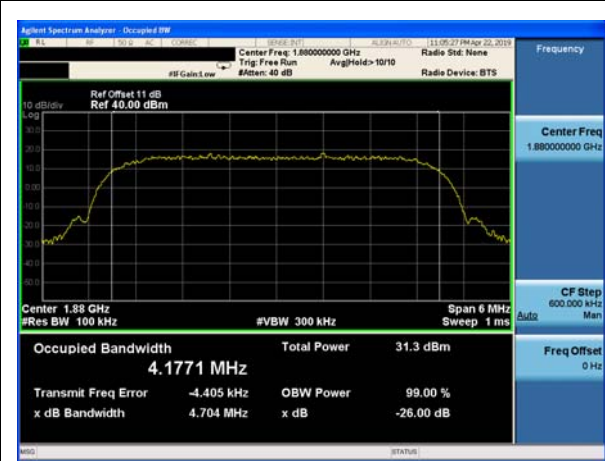 Agilent Spectrum Analyzer - Occupied BW
RL RF 50 Ω AC CORREC SENSE:INT ALIGN AUTO 11:05:27 PM Apr 22, 2019
Center Freq: 1.880000000 GHz Radio Std: None
Trig: Free Run Avg|Hold:>10/10
#IFGain:Low #Atten: 40 dB Radio Device: BTS
Ref Offset 11 dB
10 dB/div Ref 40.00 dBm
Log
30.0
20.0
10.0
0.00
-10.0
-20.0
-30.0
-40.0
-50.0
Center 1.88 GHz Span 6 MHz
#Res BW 100 kHz #VBW 300 kHz Sweep 1 ms
Occupied Bandwidth Total Power 31.3 dBm
4.1771 MHz
Transmit Freq Error -4.405 kHz OBW Power 99.00 %
x dB Bandwidth 4.704 MHz x dB -26.00 dB
MSG STATUS
Frequency
Center Freq
1.880000000 GHz
CF Step
600.000 kHz
Auto Man
Freq Offset
0 Hz